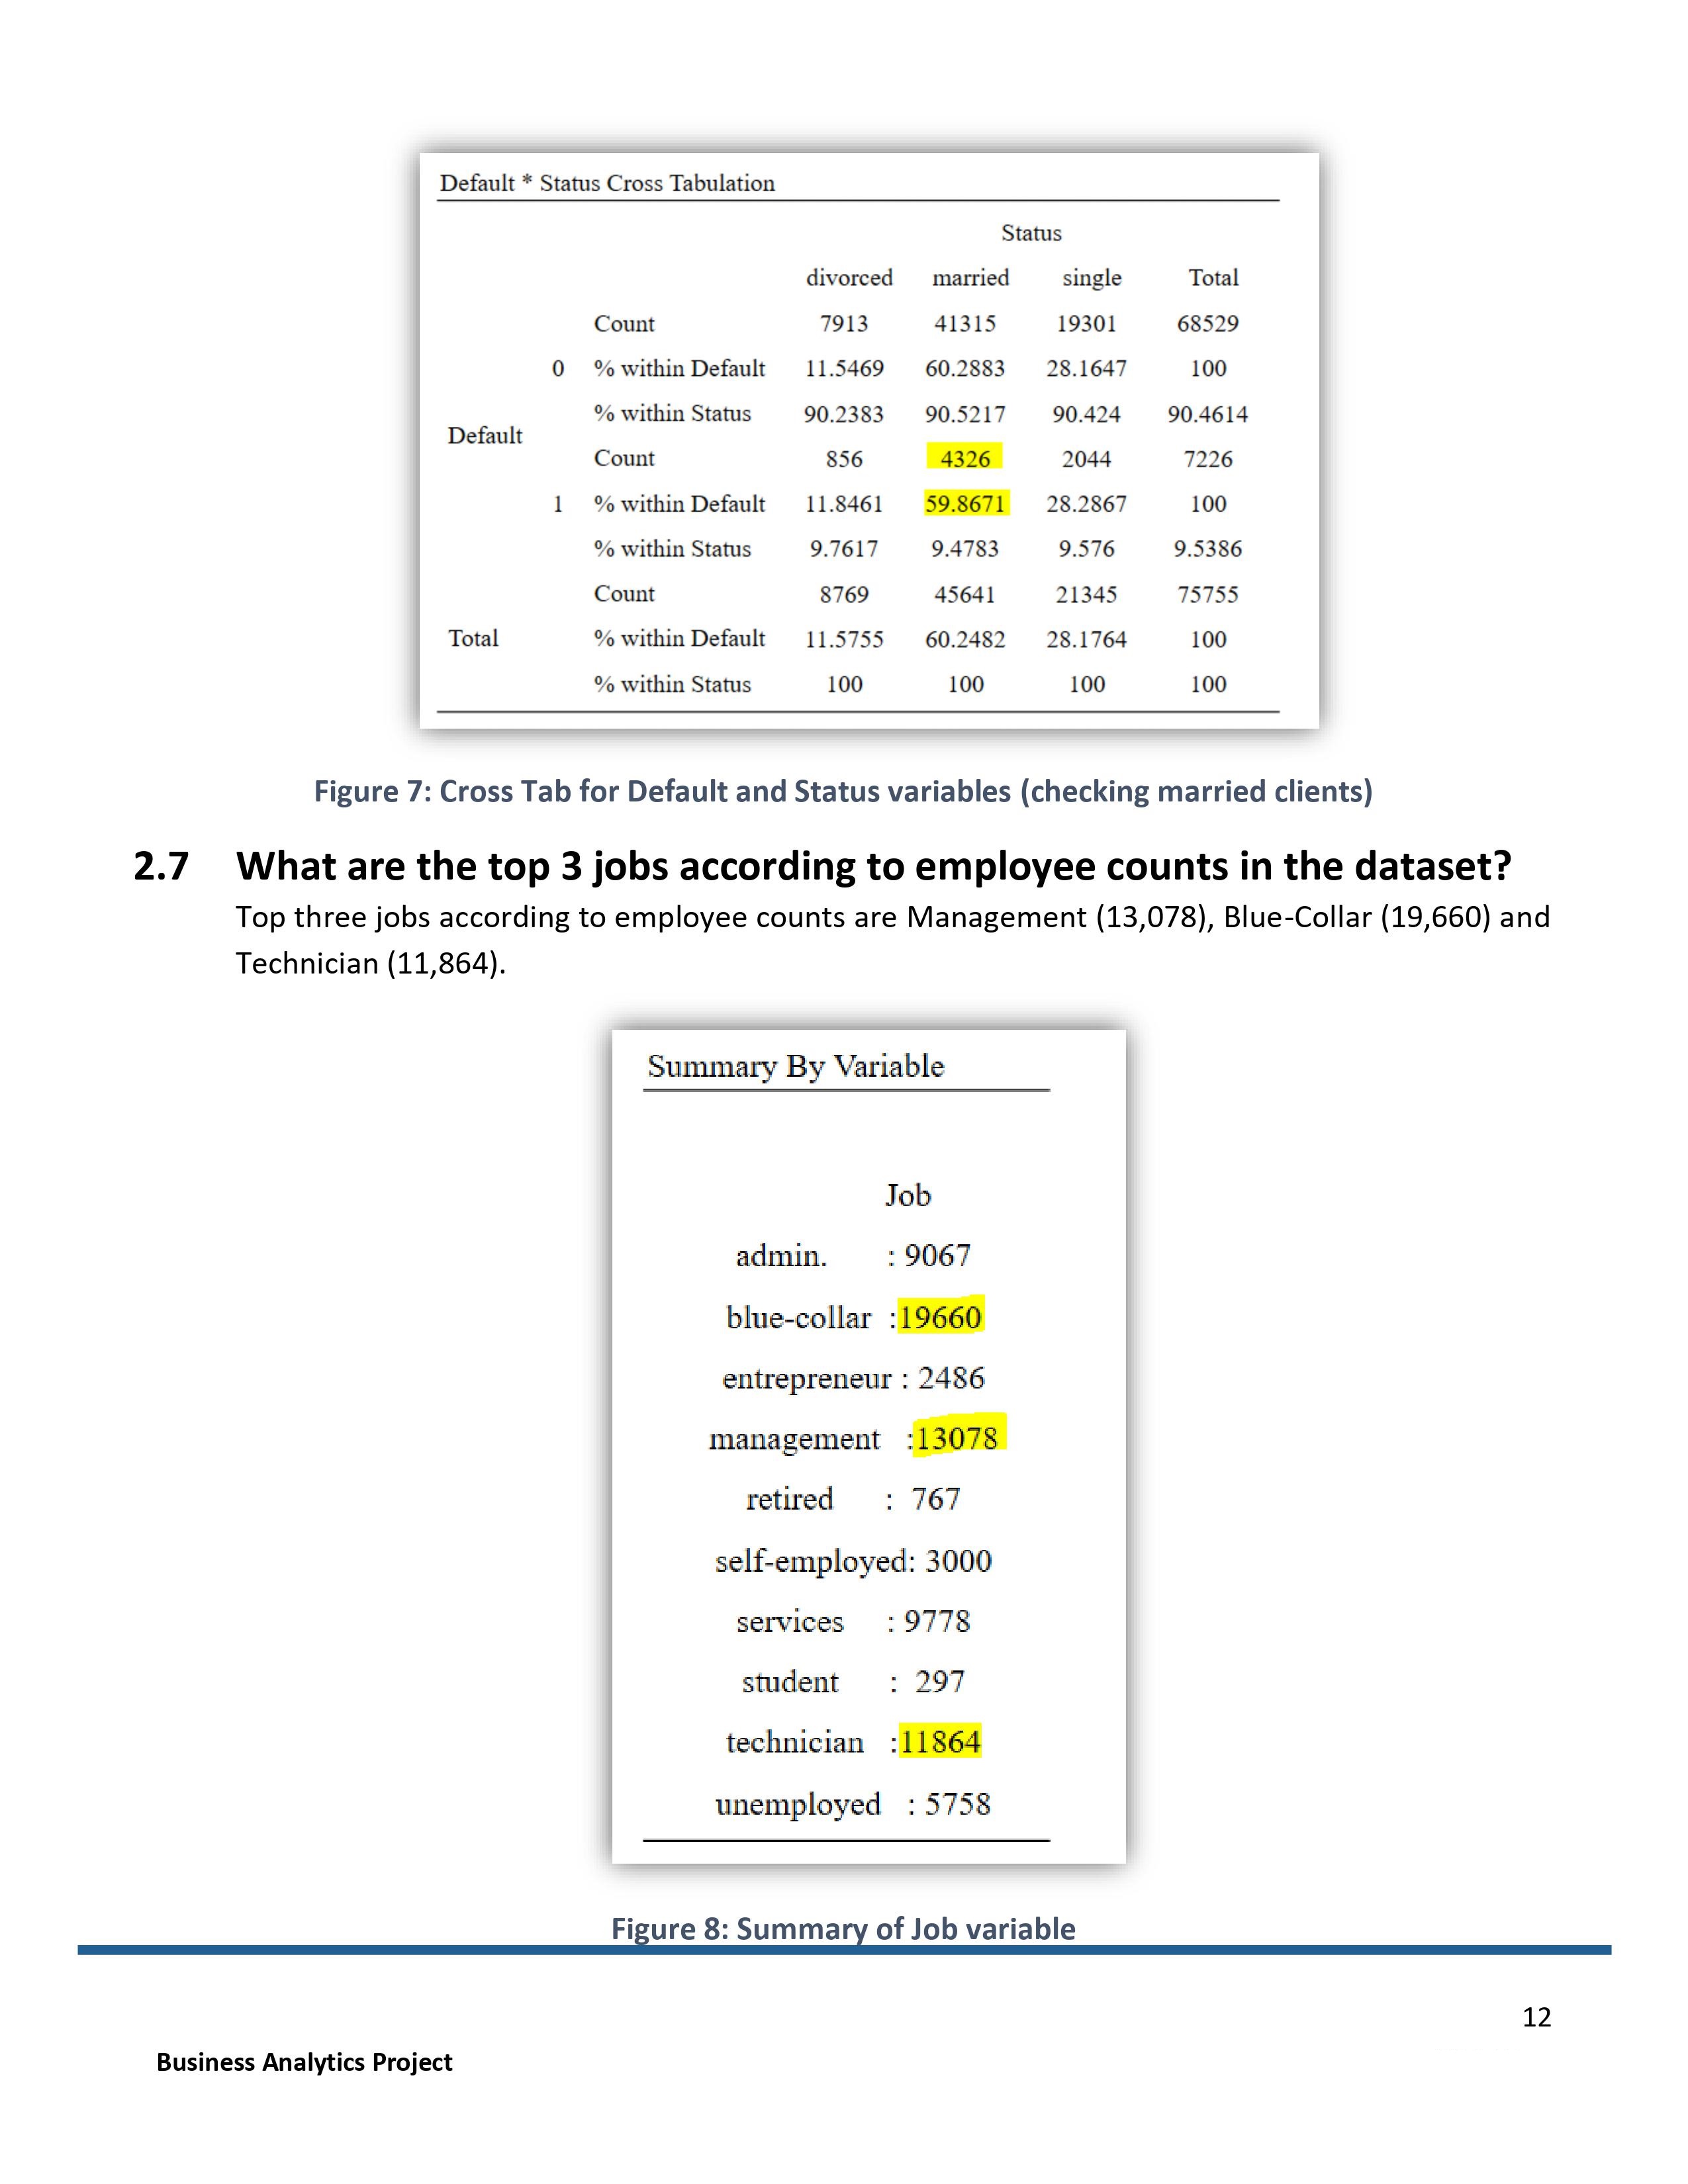 Default * Status Cross Tabulation
Status
divorced married single Total
Count 7913 41315 19301 68529
0 % within Default 11.5469 60.2883 28.1647 100
% within Status 90.2383 90.5217 90.424 90.4614
Default
Count 856 4326 2044 7226
1 % within Default 11.8461 59.8671 28.2867 100
% within Status 9.7617 9.4783 9.576 9.5386
Count 8769 45641 21345 75755
Total % within Default 11.5755 60.2482 28.1764 100
% within Status 100 100 100 100
Figure 7: Cross Tab for Default and Status variables (checking married clients)
2.7 What are the top 3 jobs according to employee counts in the dataset?
Top three jobs according to employee counts are Management (13,078), Blue-Collar (19,660) and
Technician (11,864).
Summary By Variable
Job
admin. : 9067
blue-collar :19660
entrepreneur : 2486
management :13078
retired : 767
self-employed: 3000
services : 9778
student : 297
technician :11864
unemployed : 5758
Figure 8: Summary of Job variable
12
Business Analytics Project